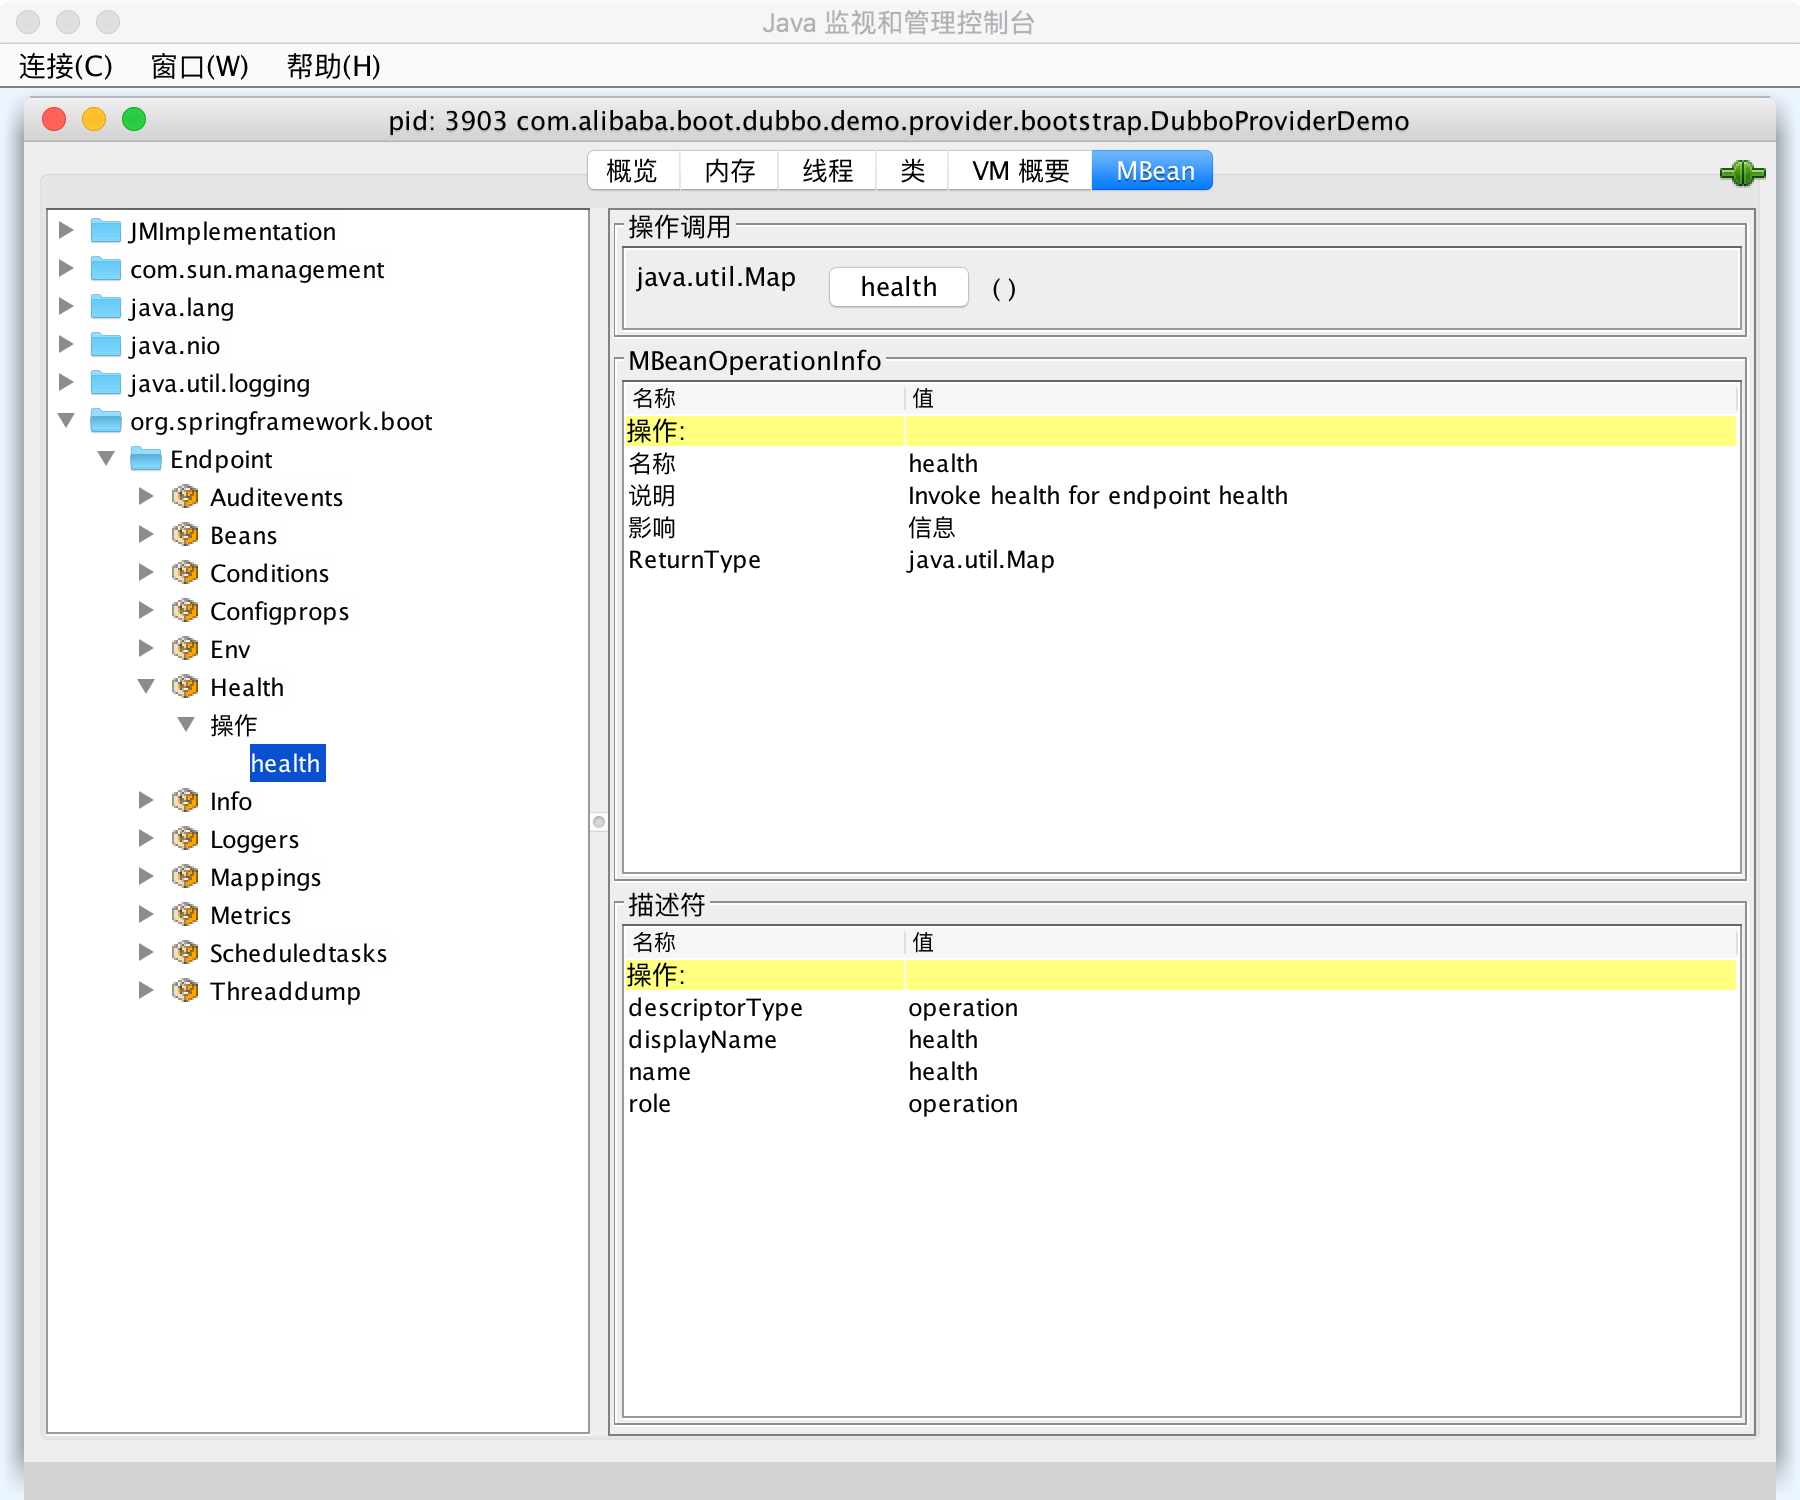 Java 监视和管理控制台
连接(C) 窗口(W) 帮助(H)
pid: 3903 com.alibaba.boot.dubbo.demo.provider.bootstrap.DubboProviderDemo
概览 内存 线程 类 VM 概要 MBean
JMImplementation
com.sun.management
java.lang
java.nio
java.util.logging
org.springframework.boot
Endpoint
Auditevents
Beans
Conditions
Configprops
Env
Health
操作
health
Info
Loggers
Mappings
Metrics
Scheduledtasks
Threaddump
操作调用
java.util.Map health ( )
MBeanOperationInfo
名称 值
操作:
名称 health
说明 Invoke health for endpoint health
影响 信息
ReturnType java.util.Map
描述符
名称 值
操作:
descriptorType operation
displayName health
name health
role operation